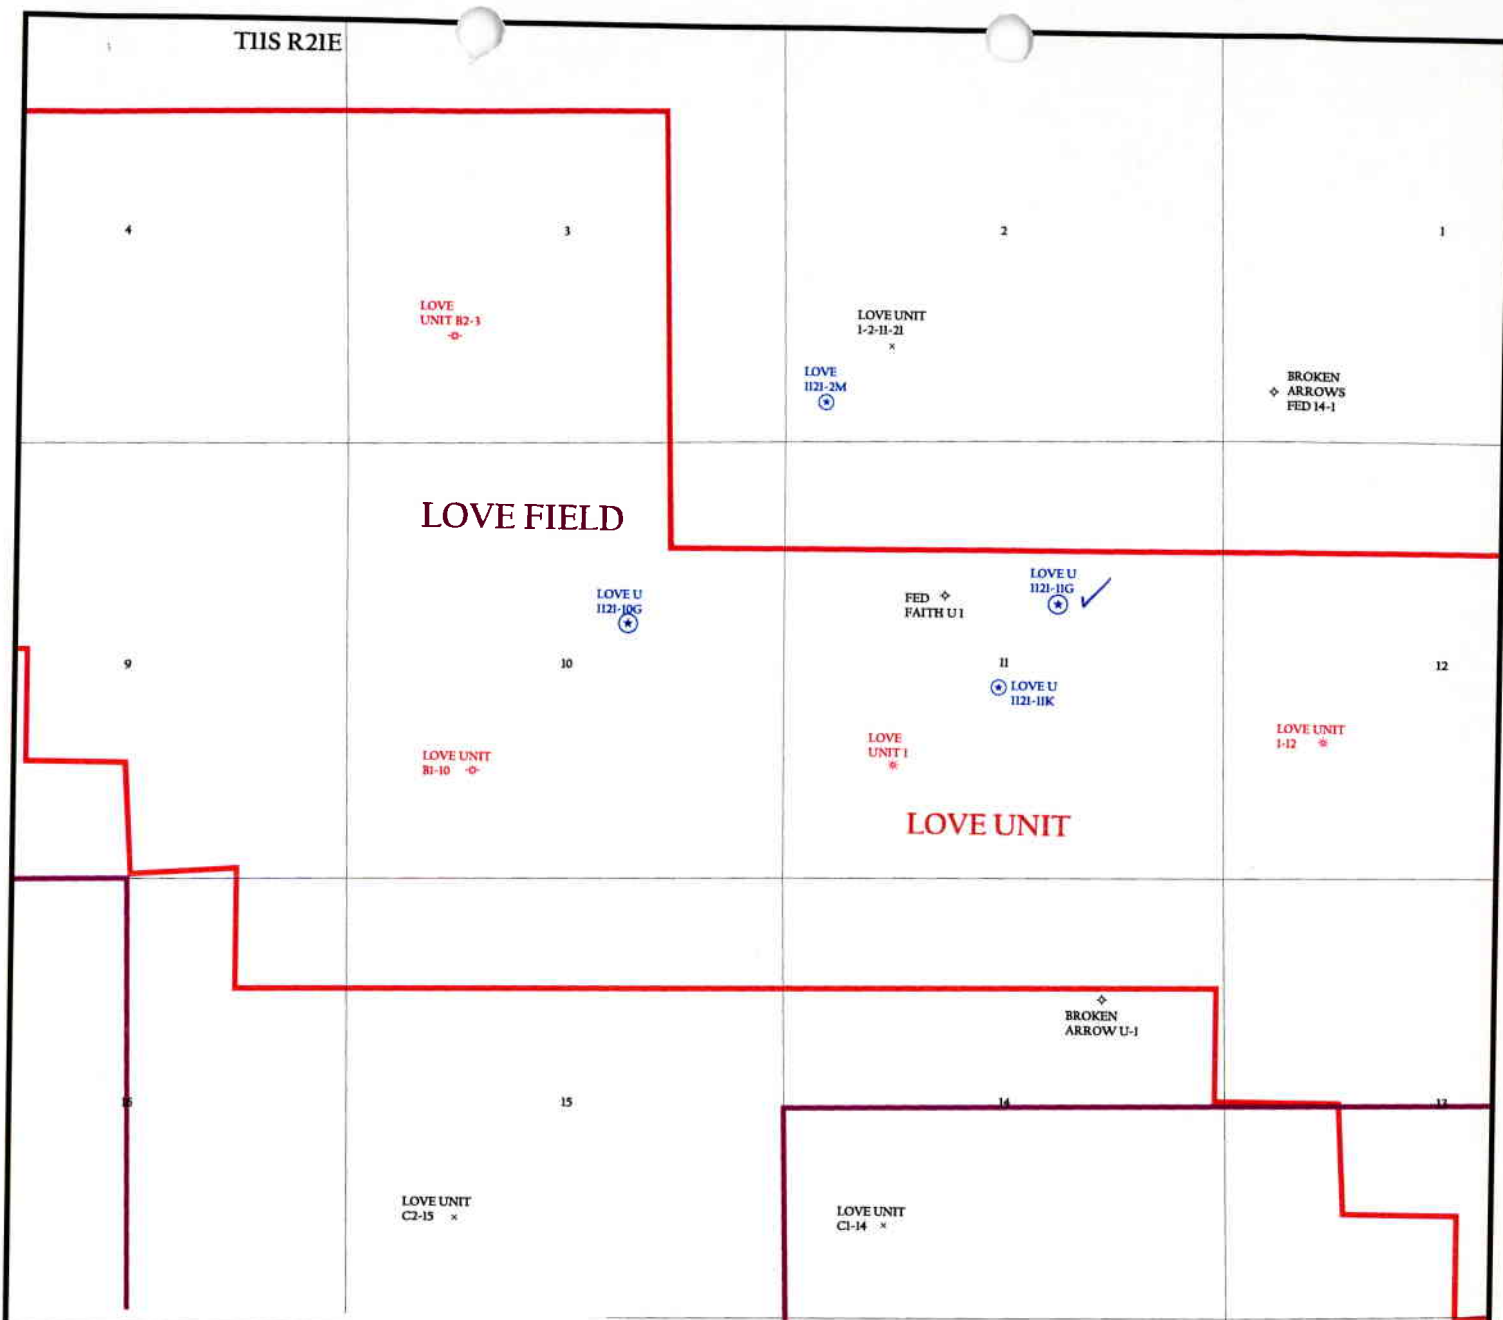 T11S R21E
4
3
2
1
LOVE
UNIT B2-3
LOVE UNIT
1-2-11-21
LOVE
1121-2M
BROKEN
ARROWS
FED 14-1
LOVE FIELD
LOVE U
1121-10G
FED
FAITH U 1
LOVE U
1121-11G
9
10
11
12
LOVE U
1121-11K
LOVE UNIT
B1-10
LOVE
UNIT 1
LOVE UNIT
1-12
LOVE UNIT
BROKEN
ARROW U-1
16
15
14
13
LOVE UNIT
C2-15
LOVE UNIT
C1-14